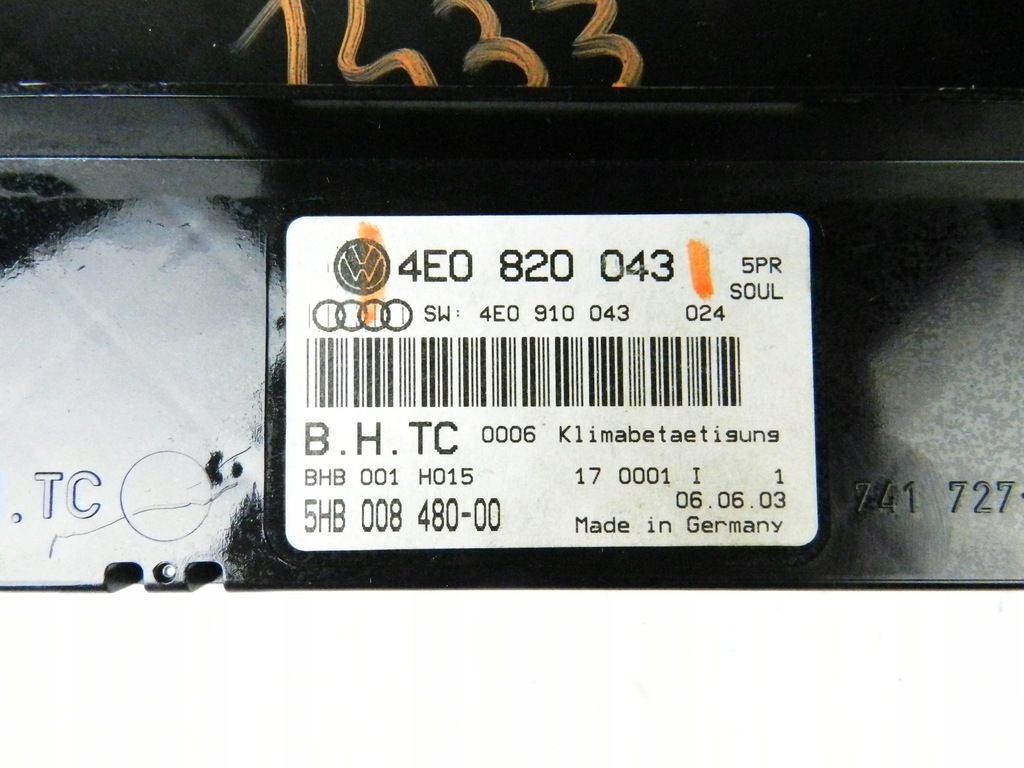 1533
4E0 820 043 5PR
SOUL
SW: 4E0 910 043 024
B.H.TC 0006 Klimabetaetigung
BHB 001 H015 17 0001 I 1
06.06.03
5HB 008 480-00 Made in Germany
.TC
741 727